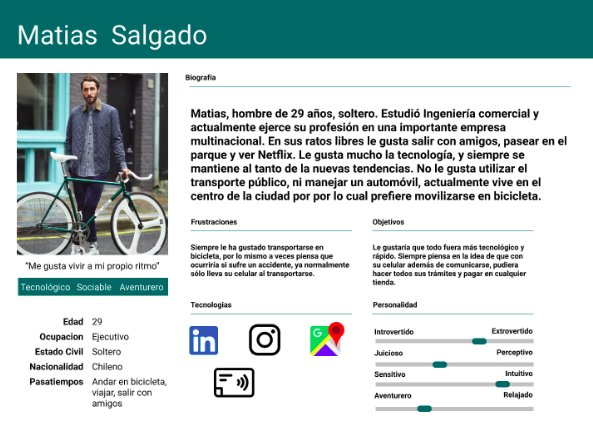 Matias Salgado
Biografía
Matias, hombre de 29 años, soltero. Estudió Ingeniería comercial y
actualmente ejerce su profesión en una importante empresa
multinacional. En sus ratos libres le gusta salir con amigos, pasear en el
parque y ver Netflix. Le gusta mucho la tecnología, y siempre se
mantiene al tanto de la nuevas tendencias. No le gusta utilizar el
transporte público, ni manejar un automóvil, actualmente vive en el
centro de la ciudad por por lo cual prefiere movilizarse en bicicleta.
“Me gusta vivir a mi propio ritmo”
Tecnológico Sociable Aventurero
Edad 29
Ocupacion Ejecutivo
Estado Civil Soltero
Nacionalidad Chileno
Pasatiempos Andar en bicicleta,
viajar, salir con
amigos
Frustraciones
Siempre le ha gustado transportarse en
bicicleta, por lo mismo a veces piensa que
ocurriría si sufre un accidente, ya normalmente
sólo lleva su celular al transportarse.
Objetivos
Le gustaría que todo fuera más tecnológico y
rápido. Siempre piensa en la idea de que con
su celular además de comunicarse, pudiera
hacer todos sus trámites y pagar en cualquier
tienda.
Tecnologias
in
G
Personalidad
Introvertido Extrovertido
Juicioso Perceptivo
Sensitivo Intuitivo
Aventurero Relajado